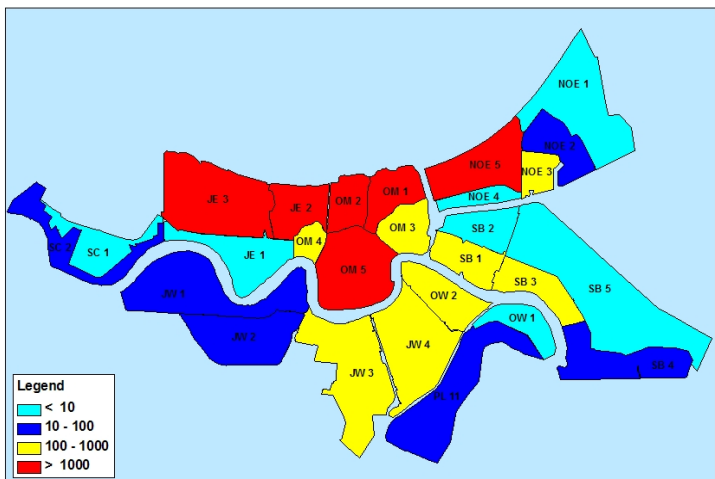 NOE 1
NOE 2
NOE 5
NOE 3
JE 3
JE 2
OM 2
OM 1
NOE 4
OM 4
OM 3
SB 2
SC 2
SC 1
JE 1
OM 5
SB 1
SB 3
SB 5
JW 1
OW 2
OW 1
JW 2
JW 4
JW 3
SB 4
PL 11
Legend
< 10
10 - 100
100 - 1000
> 1000